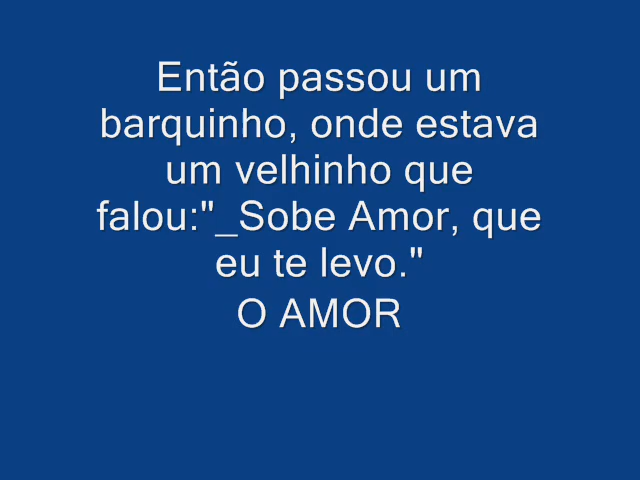 Então passou um
barquinho, onde estava
um velhinho que
falou:"_Sobe Amor, que
eu te levo."
O AMOR